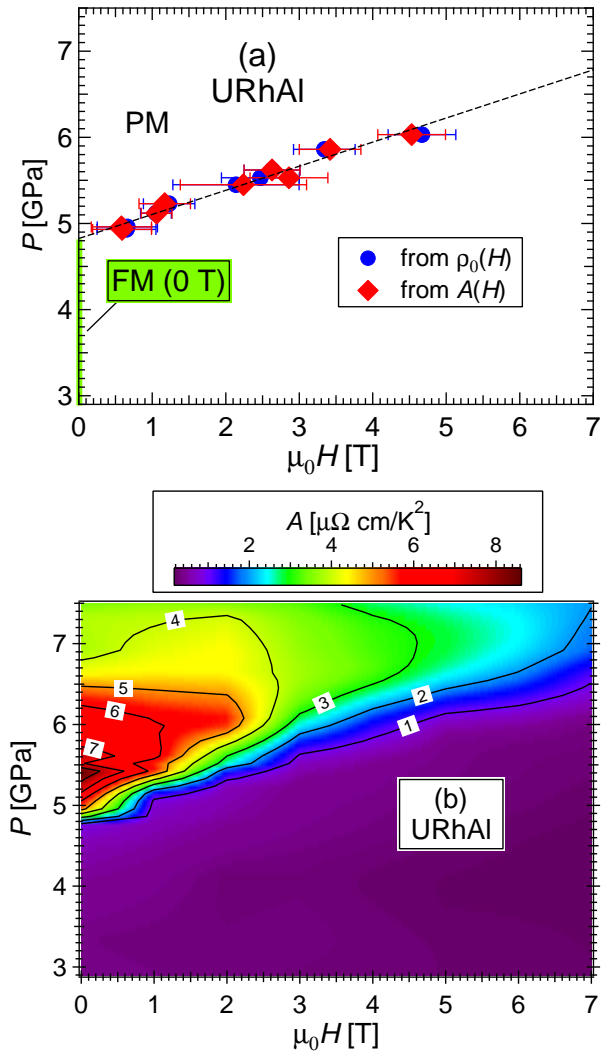 (a)
URhAl
PM
FM (0 T)
from ρ₀(H)
from A(H)
P [GPa]
7
6
5
4
3
0 1 2 3 4 5 6 7
μ₀H [T]
A [μΩ cm/K²]
2 4 6 8
4
5
6
7
3
2
1
(b)
URhAl
P [GPa]
7
6
5
4
3
0 1 2 3 4 5 6 7
μ₀H [T]